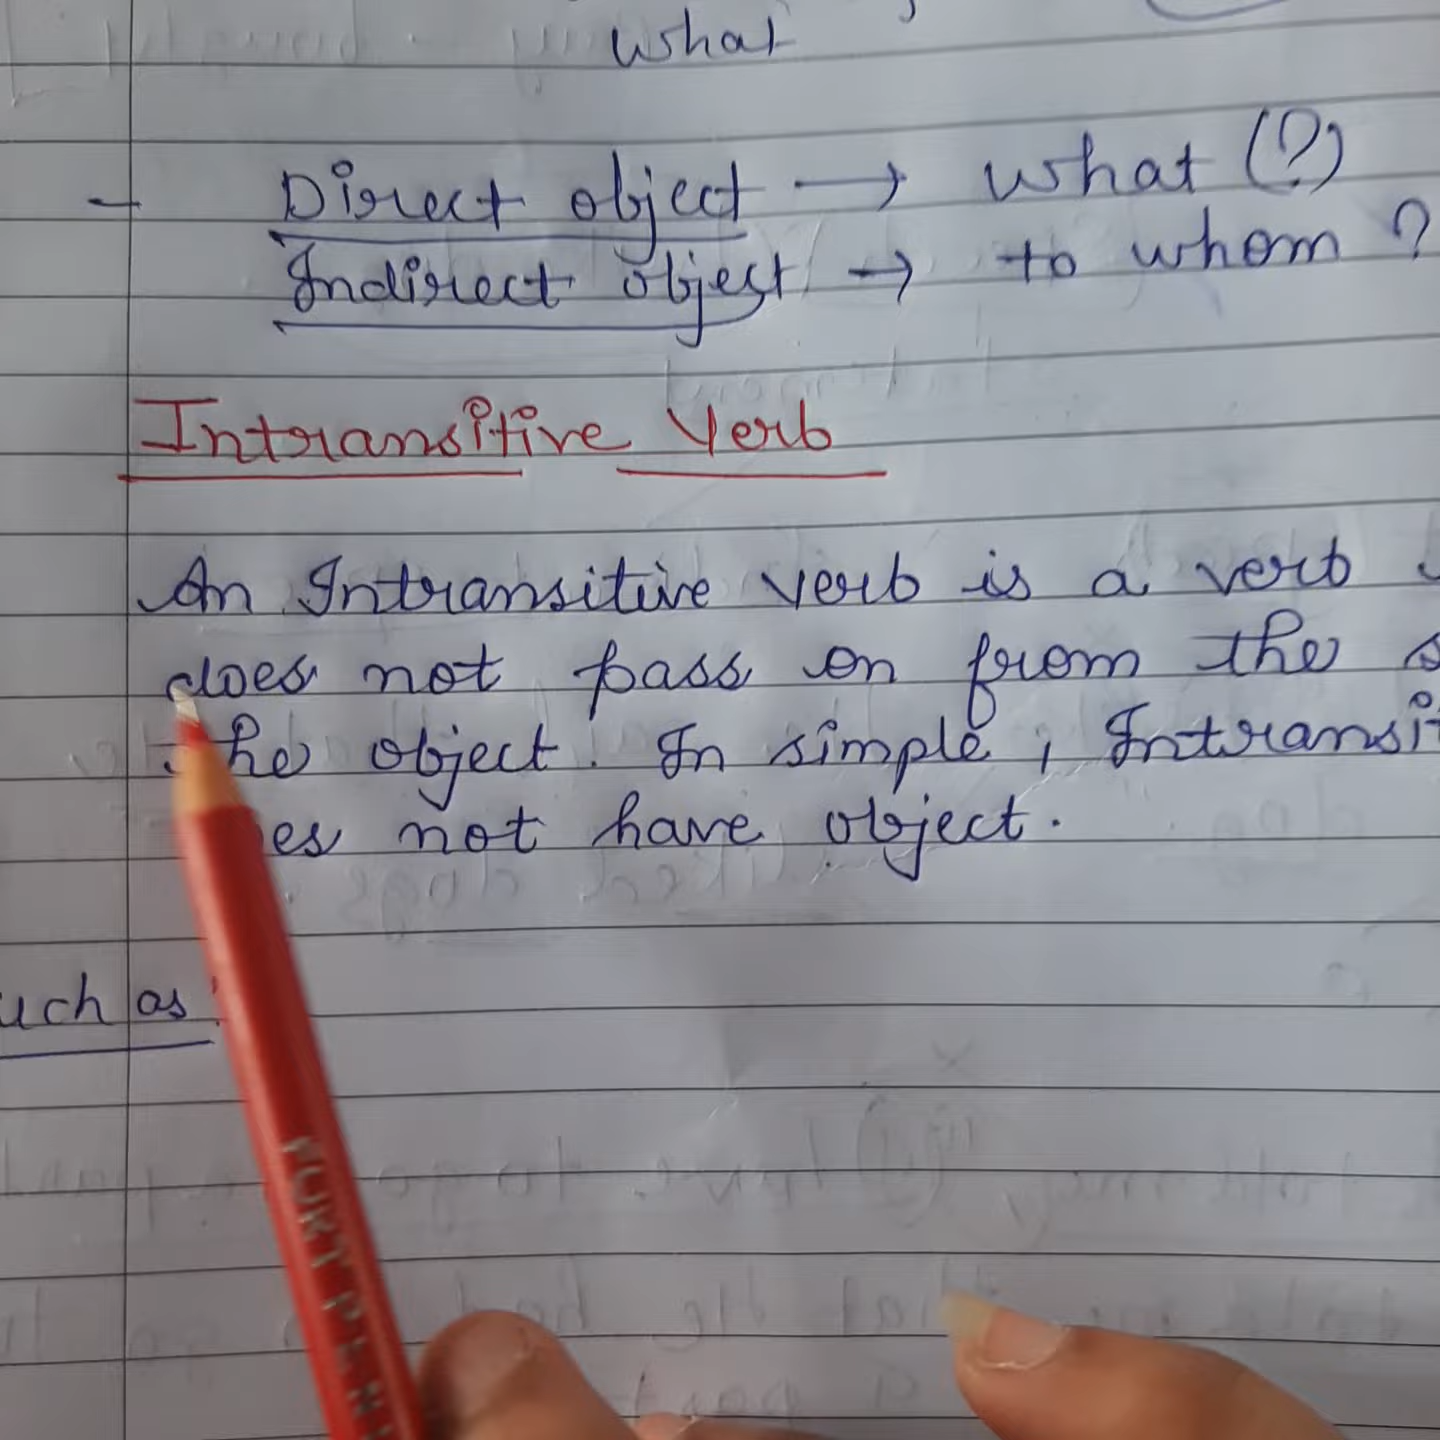 what
- Direct object → what (?)
Indirect object → to whom ?
Intransitive Verb
An Intransitive verb is a verb
does not pass on from the s
the object. In simple, Intransit
es not have object.
uch as: